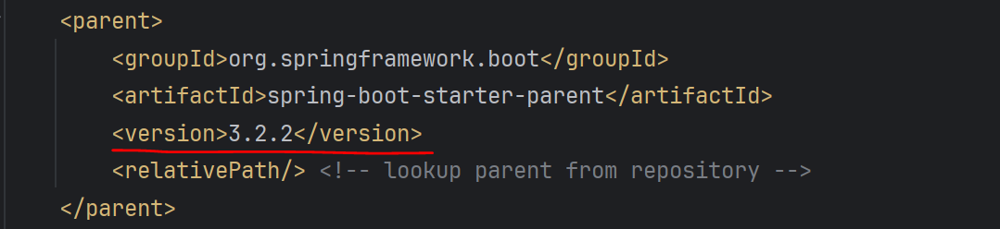 <parent>
<groupId>org.springframework.boot</groupId>
<artifactId>spring-boot-starter-parent</artifactId>
<version>3.2.2</version>
<relativePath/> <!-- lookup parent from repository -->
</parent>